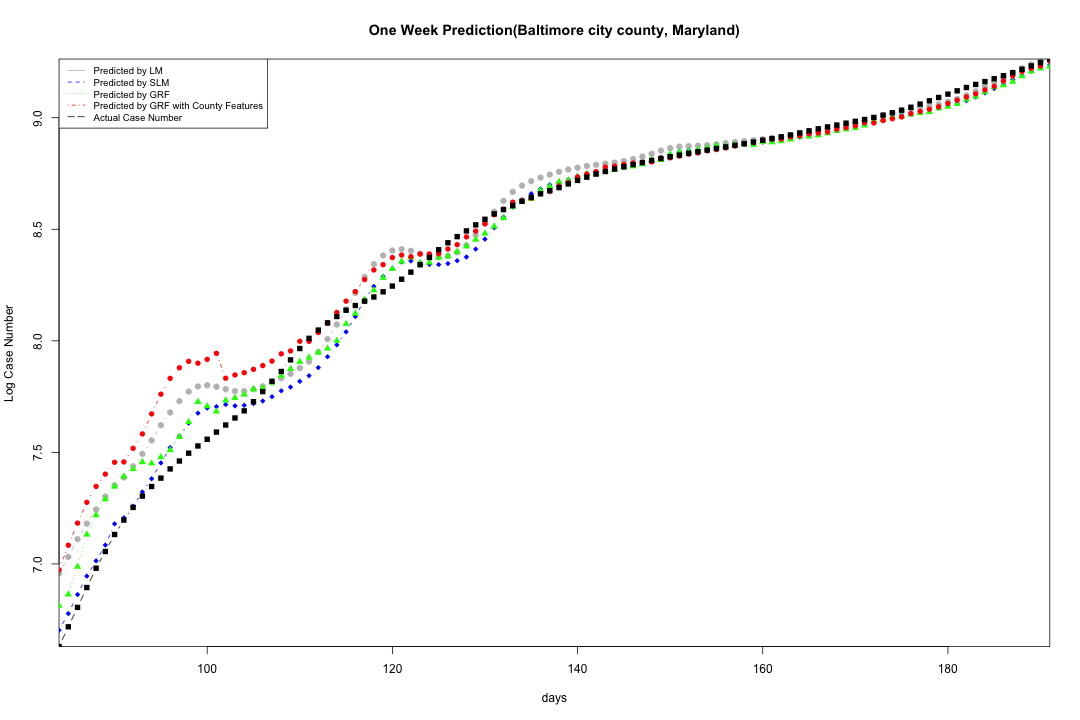 One Week Prediction(Baltimore city county, Maryland)
Predicted by LM
Predicted by SLM
Predicted by GRF
Predicted by GRF with County Features
Actual Case Number
Log Case Number
9.0
8.5
8.0
7.5
7.0
100 120 140 160 180
days